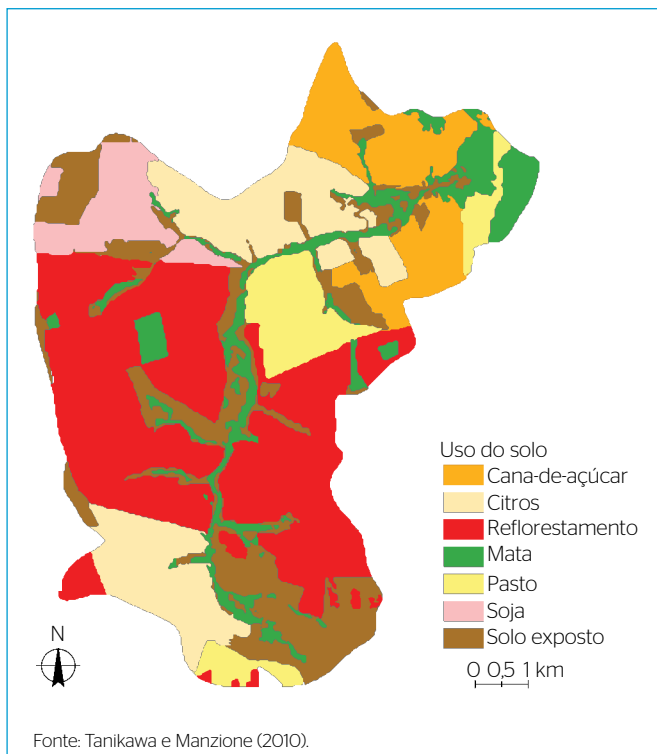 Uso do solo
Cana-de-açúcar
Citros
Reflorestamento
Mata
Pasto
Soja
Solo exposto
N
0 0,5 1 km
Fonte: Tanikawa e Manzione (2010).